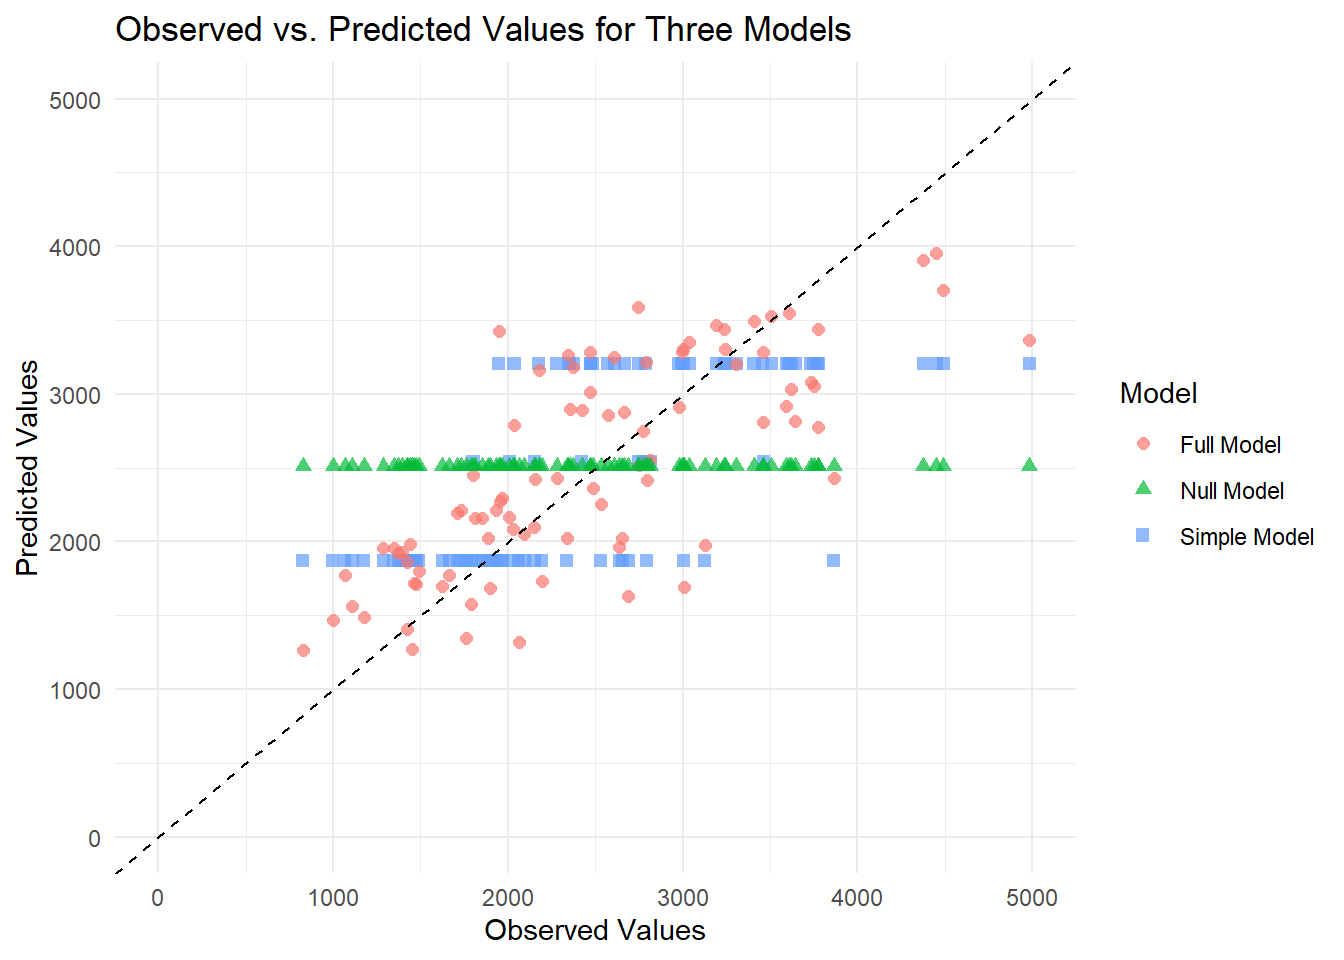 Observed vs. Predicted Values for Three Models
5000
4000
3000
2000
1000
0
Predicted Values
0 1000 2000 3000 4000 5000
Observed Values
Model
Full Model
Null Model
Simple Model